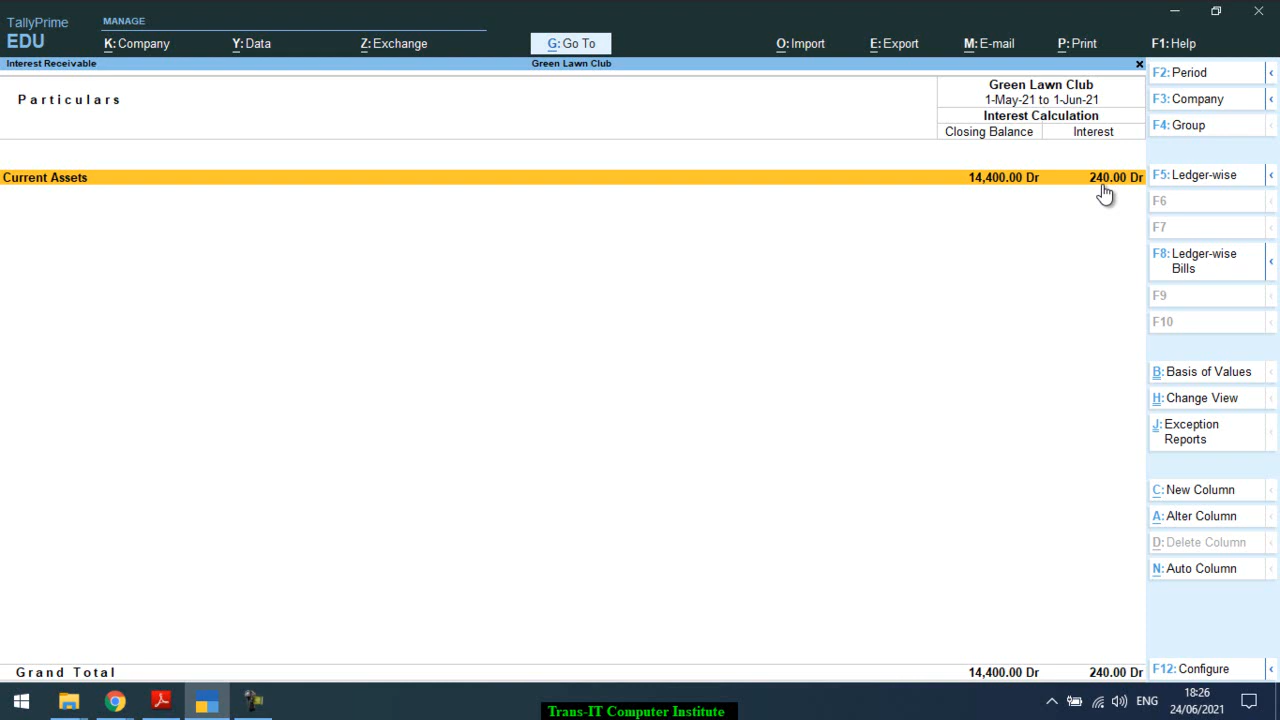 TallyPrime
EDU
MANAGE
K: Company
Y: Data
Z: Exchange
G: Go To
O: Import
E: Export
M: E-mail
P: Print
F1: Help
Interest Receivable
Green Lawn Club
×
Particulars
Green Lawn Club
1-May-21 to 1-Jun-21
Interest Calculation
Closing Balance Interest
Current Assets 14,400.00 Dr 240.00 Dr
Grand Total 14,400.00 Dr 240.00 Dr
F2: Period
F3: Company
F4: Group
F5: Ledger-wise
F6
F7
F8: Ledger-wise
Bills
F9
F10
B: Basis of Values
H: Change View
J: Exception
Reports
C: New Column
A: Alter Column
D: Delete Column
N: Auto Column
F12: Configure
ENG
18:26
24/06/2021
Trans-IT Computer Institute